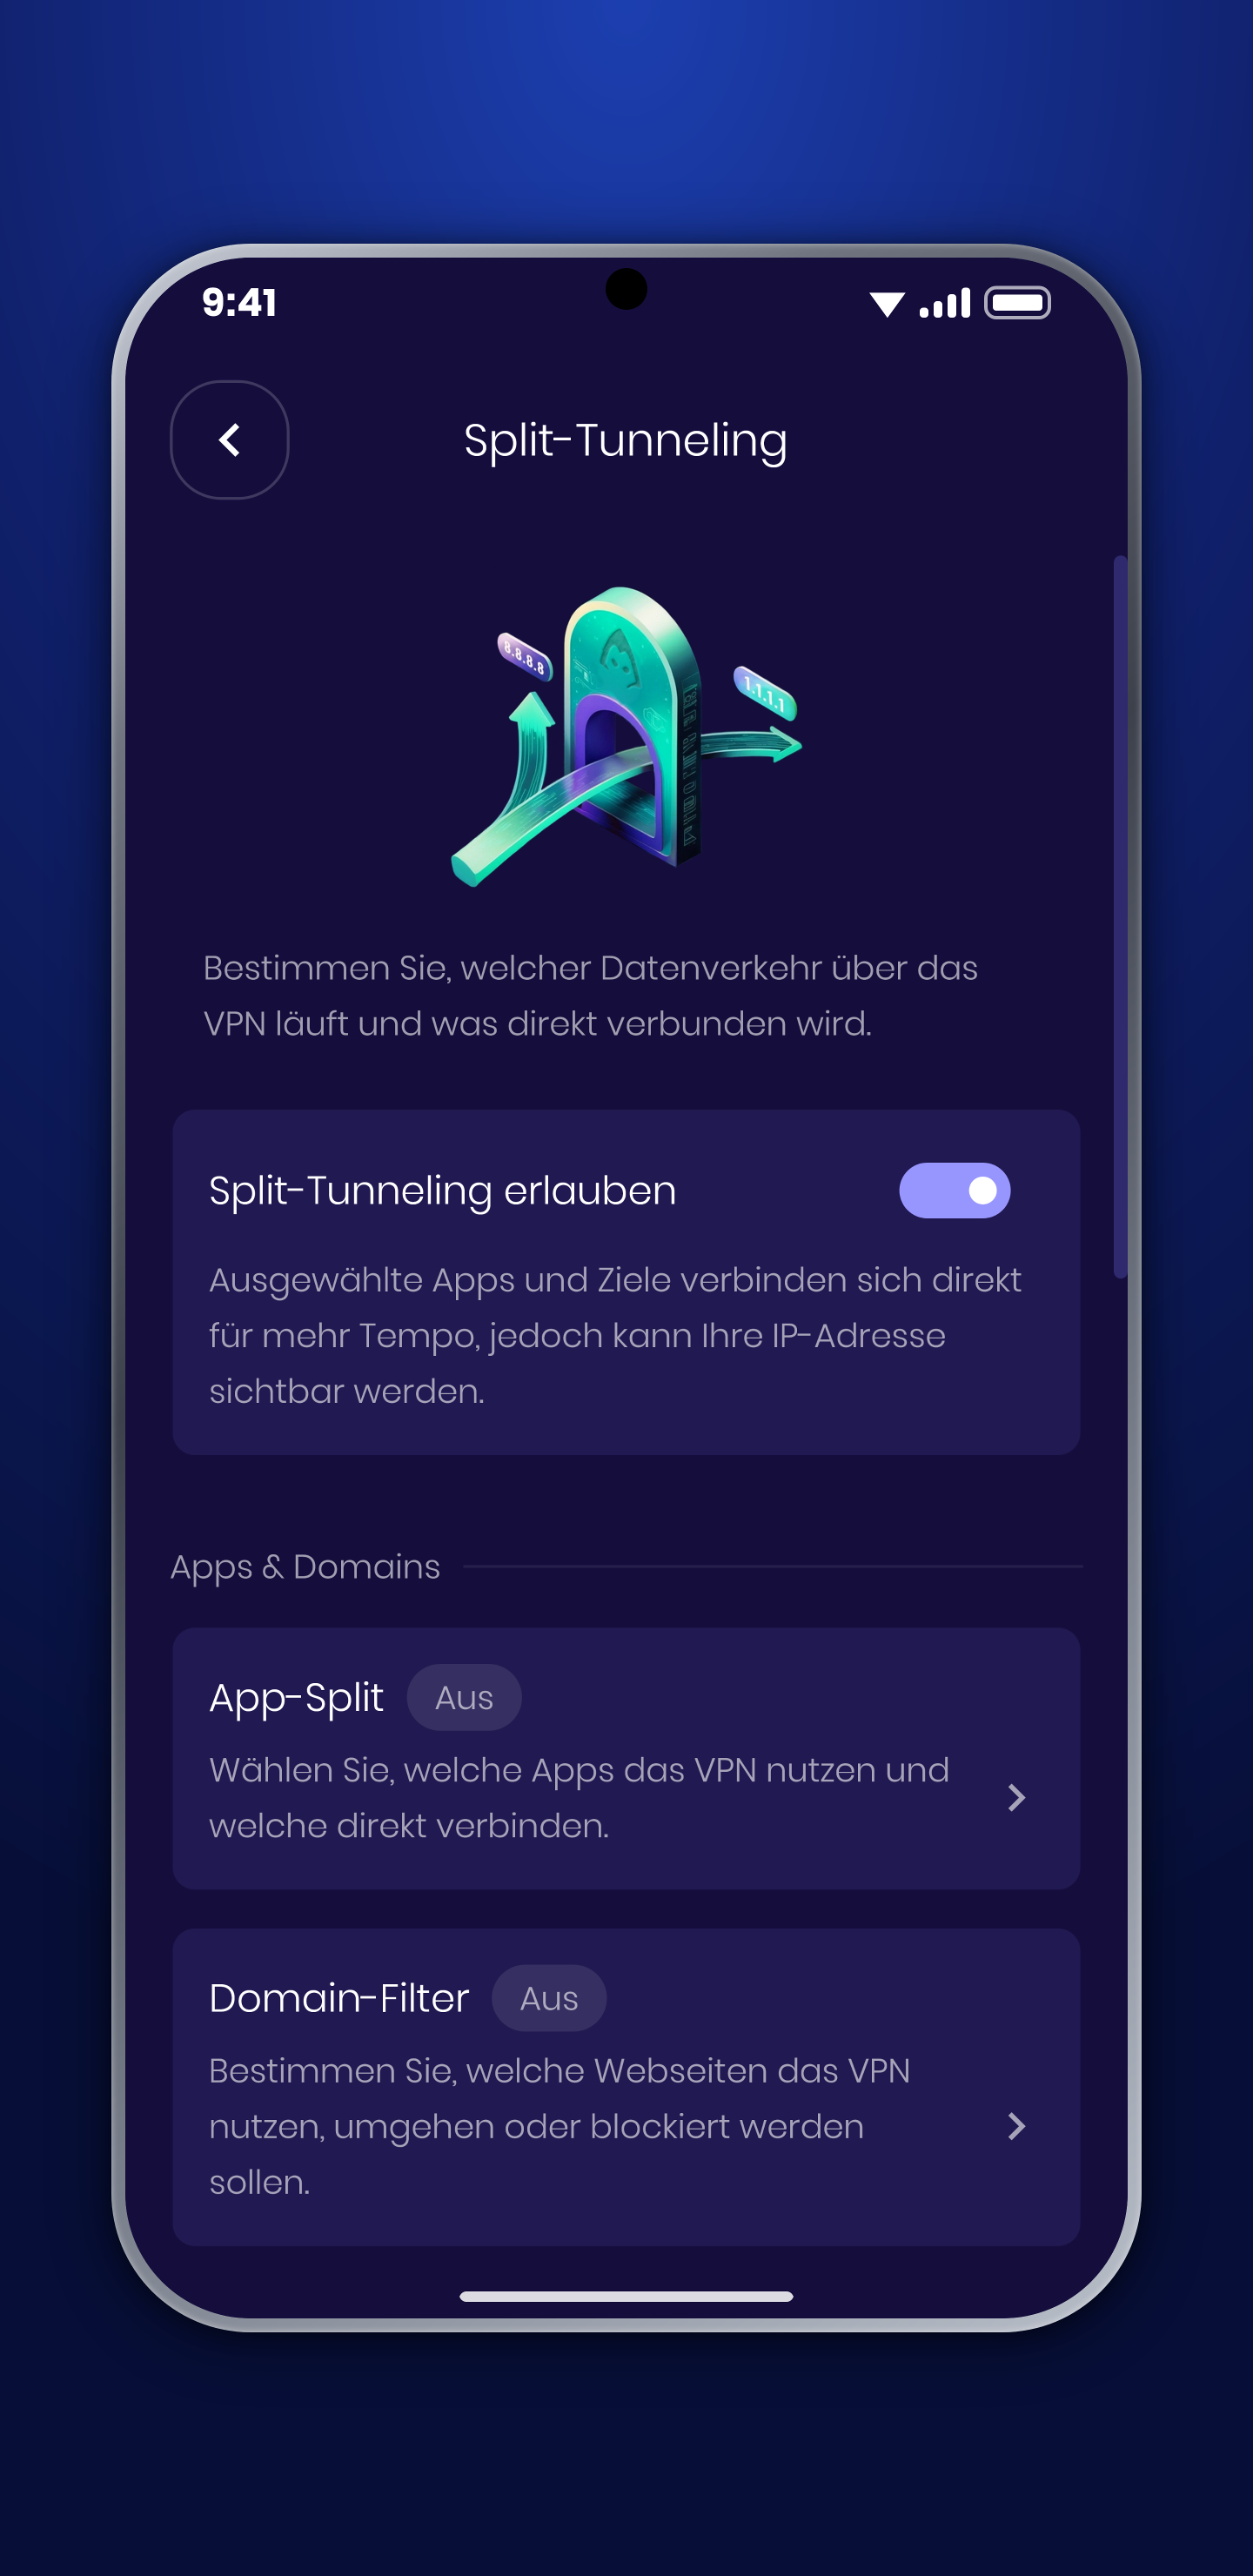 9:41
Split-Tunneling
8.8.8.8
1.1.1.1
Bestimmen Sie, welcher Datenverkehr über das
VPN läuft und was direkt verbunden wird.
Split-Tunneling erlauben
Ausgewählte Apps und Ziele verbinden sich direkt
für mehr Tempo, jedoch kann Ihre IP-Adresse
sichtbar werden.
Apps & Domains
App-Split Aus
Wählen Sie, welche Apps das VPN nutzen und
welche direkt verbinden.
Domain-Filter Aus
Bestimmen Sie, welche Webseiten das VPN
nutzen, umgehen oder blockiert werden
sollen.